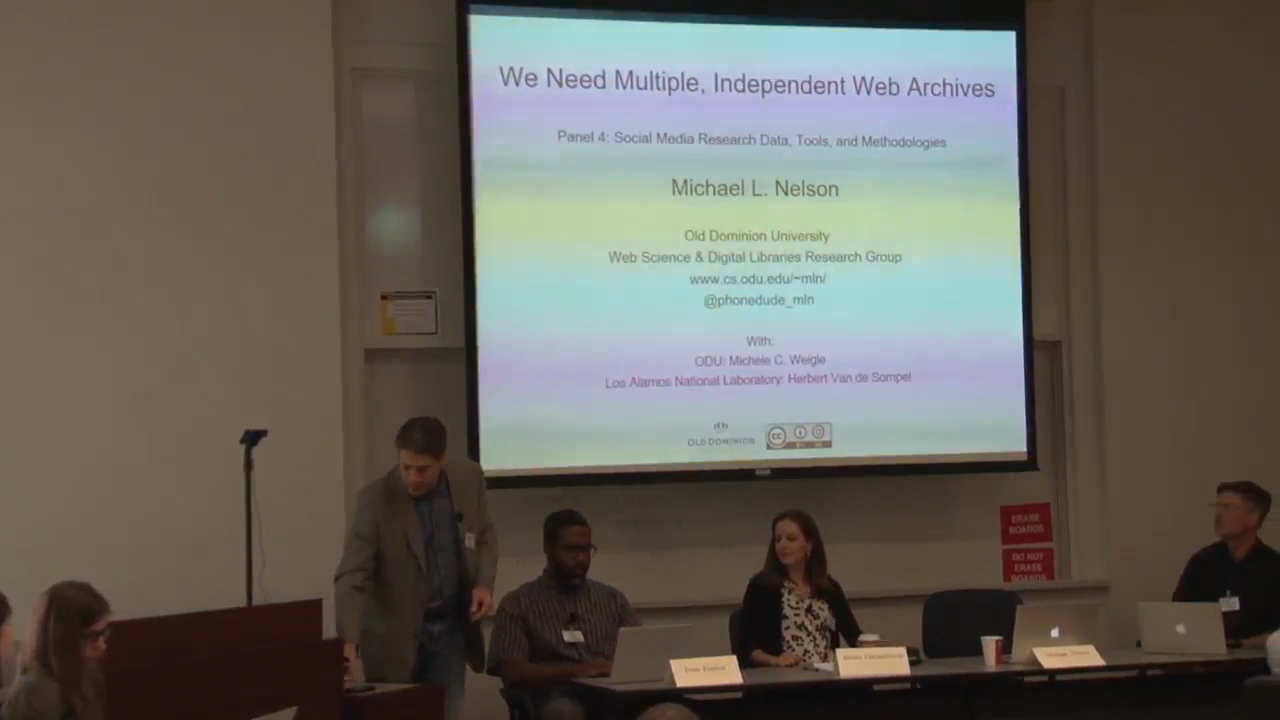 We Need Multiple, Independent Web Archives
Panel 4: Social Media Research Data, Tools, and Methodologies
Michael L. Nelson
Old Dominion University
Web Science & Digital Libraries Research Group
www.cs.odu.edu/~mln/
@phonedude_mln
With:
ODU: Michele C. Weigle
Los Alamos National Laboratory: Herbert Van de Sompel
OLD DOMINION
CC
ERASE
BOARDS
DO NOT
ERASE
BOARDS